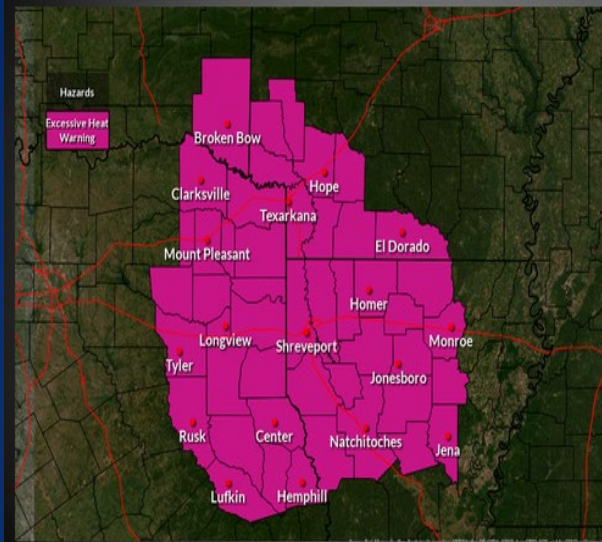 Hazards
Excessive Heat
Warning
Broken Bow
Clarksville
Hope
Texarkana
Mount Pleasant
El Dorado
Homer
Longview
Shreveport
Monroe
Tyler
Jonesboro
Rusk
Center
Natchitoches
Jena
Lufkin
Hemphill